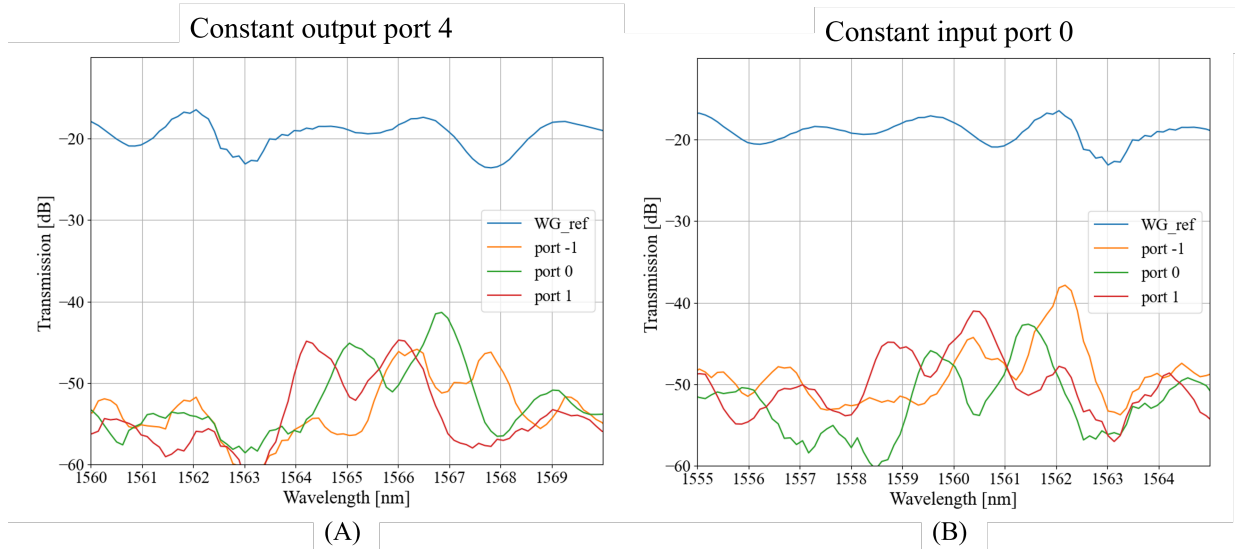 Constant output port 4
Transmission [dB]
−20
−30
−40
−50
−60
WG_ref
port -1
port 0
port 1
1560 1561 1562 1563 1564 1565 1566 1567 1568 1569
Wavelength [nm]
(A)
Constant input port 0
Transmission [dB]
−20
−30
−40
−50
−60
WG_ref
port -1
port 0
port 1
1555 1556 1557 1558 1559 1560 1561 1562 1563 1564
Wavelength [nm]
(B)